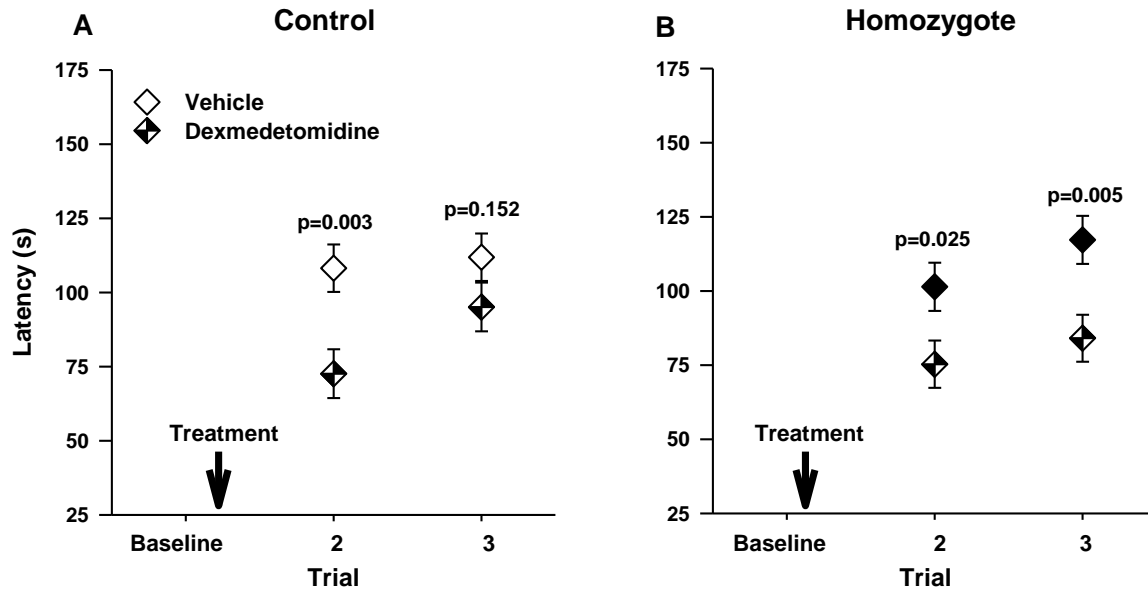 A
Control
175
150
125
100
75
50
25
Latency (s)
Vehicle
Dexmedetomidine
p=0.003
p=0.152
Treatment
Baseline
2
3
Trial
B
Homozygote
175
150
125
100
75
50
25
p=0.025
p=0.005
Treatment
Baseline
2
3
Trial